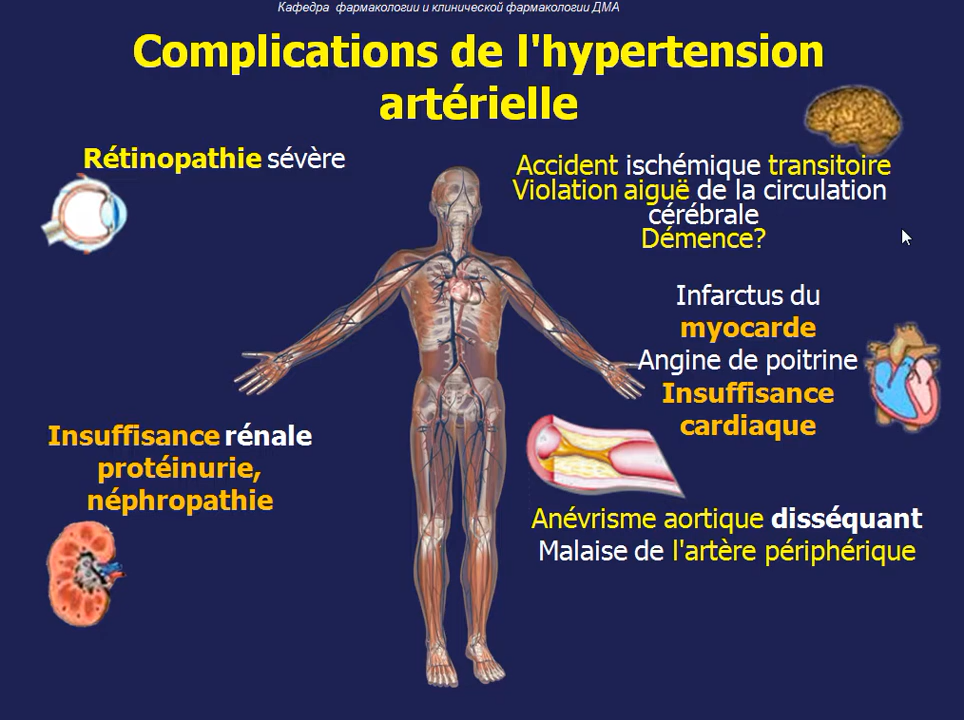 Кафедра фармакологии и клинической фармакологии ДМА
Complications de l'hypertension
artérielle
Rétinopathie sévère
Accident ischémique transitoire
Violation aiguë de la circulation
cérébrale
Démence?
Infarctus du
myocarde
Angine de poitrine
Insuffisance
cardiaque
Insuffisance rénale
protéinurie,
néphropathie
Anévrisme aortique disséquant
Malaise de l'artère périphérique